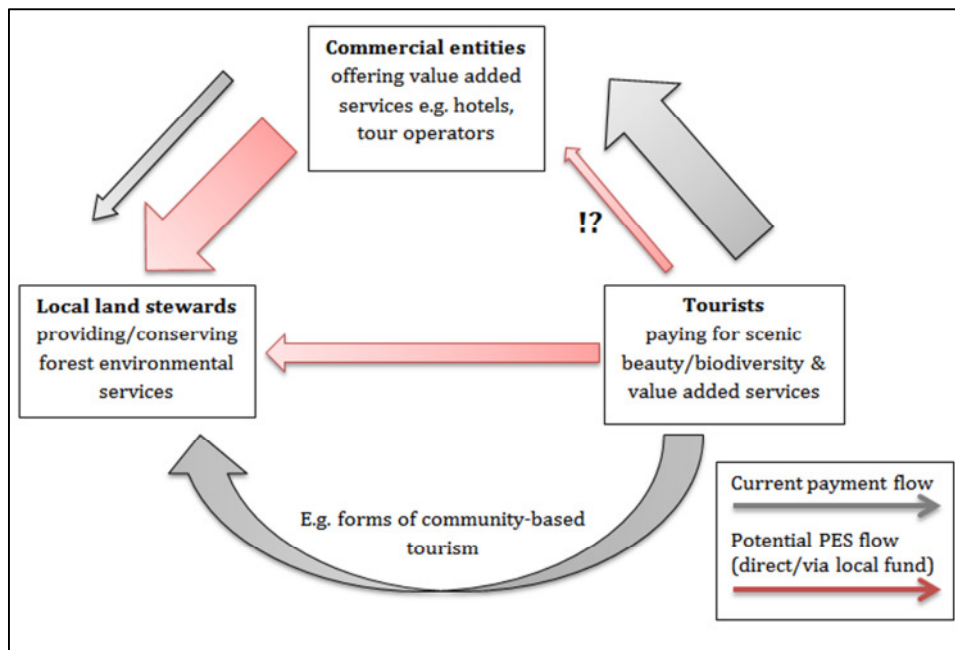 Commercial entities
offering value added
services e.g. hotels,
tour operators
!?
Local land stewards
providing/conserving
forest environmental
services
Tourists
paying for scenic
beauty/biodiversity &
value added services
E.g. forms of community-based
tourism
Current payment flow
Potential PES flow
(direct/via local fund)